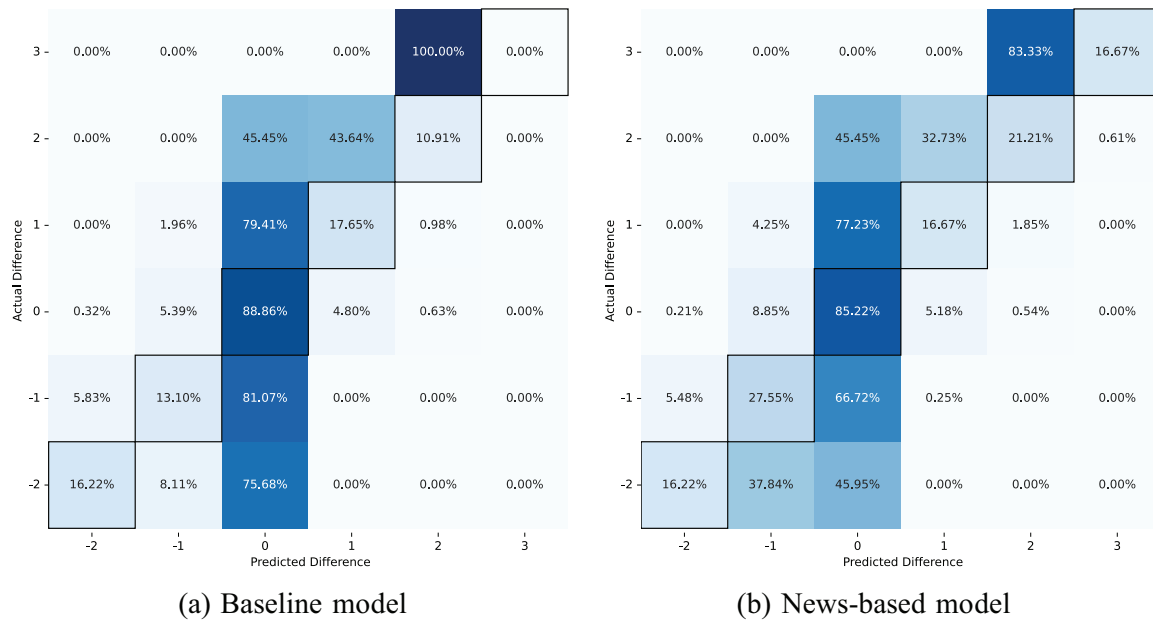 3 0.00% 0.00% 0.00% 0.00% 100.00% 0.00%
2 0.00% 0.00% 45.45% 43.64% 10.91% 0.00%
1 0.00% 1.96% 79.41% 17.65% 0.98% 0.00%
0 0.32% 5.39% 88.86% 4.80% 0.63% 0.00%
-1 5.83% 13.10% 81.07% 0.00% 0.00% 0.00%
-2 16.22% 8.11% 75.68% 0.00% 0.00% 0.00%
Actual Difference
-2 -1 0 1 2 3
Predicted Difference
(a) Baseline model
3 0.00% 0.00% 0.00% 0.00% 83.33% 16.67%
2 0.00% 0.00% 45.45% 32.73% 21.21% 0.61%
1 0.00% 4.25% 77.23% 16.67% 1.85% 0.00%
0 0.21% 8.85% 85.22% 5.18% 0.54% 0.00%
-1 5.48% 27.55% 66.72% 0.25% 0.00% 0.00%
-2 16.22% 37.84% 45.95% 0.00% 0.00% 0.00%
Actual Difference
-2 -1 0 1 2 3
Predicted Difference
(b) News-based model